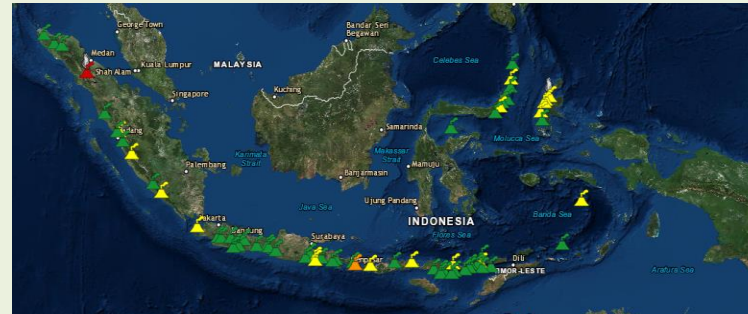 George Town
Bandar Seri
Begawan
Medan
Celebes Sea
Shah Alam
Kuala Lumpur
MALAYSIA
Kuching
Singapore
Samarinda
Molucca Sea
Karimata
Strait
Makassar
Strait
Palembang
Mamuju
Banjarmasin
Ujung Pandang
Java Sea
INDONESIA
Banda Sea
Surabaya
Flores Sea
Dili
TIMOR-LESTE
Arafura Sea